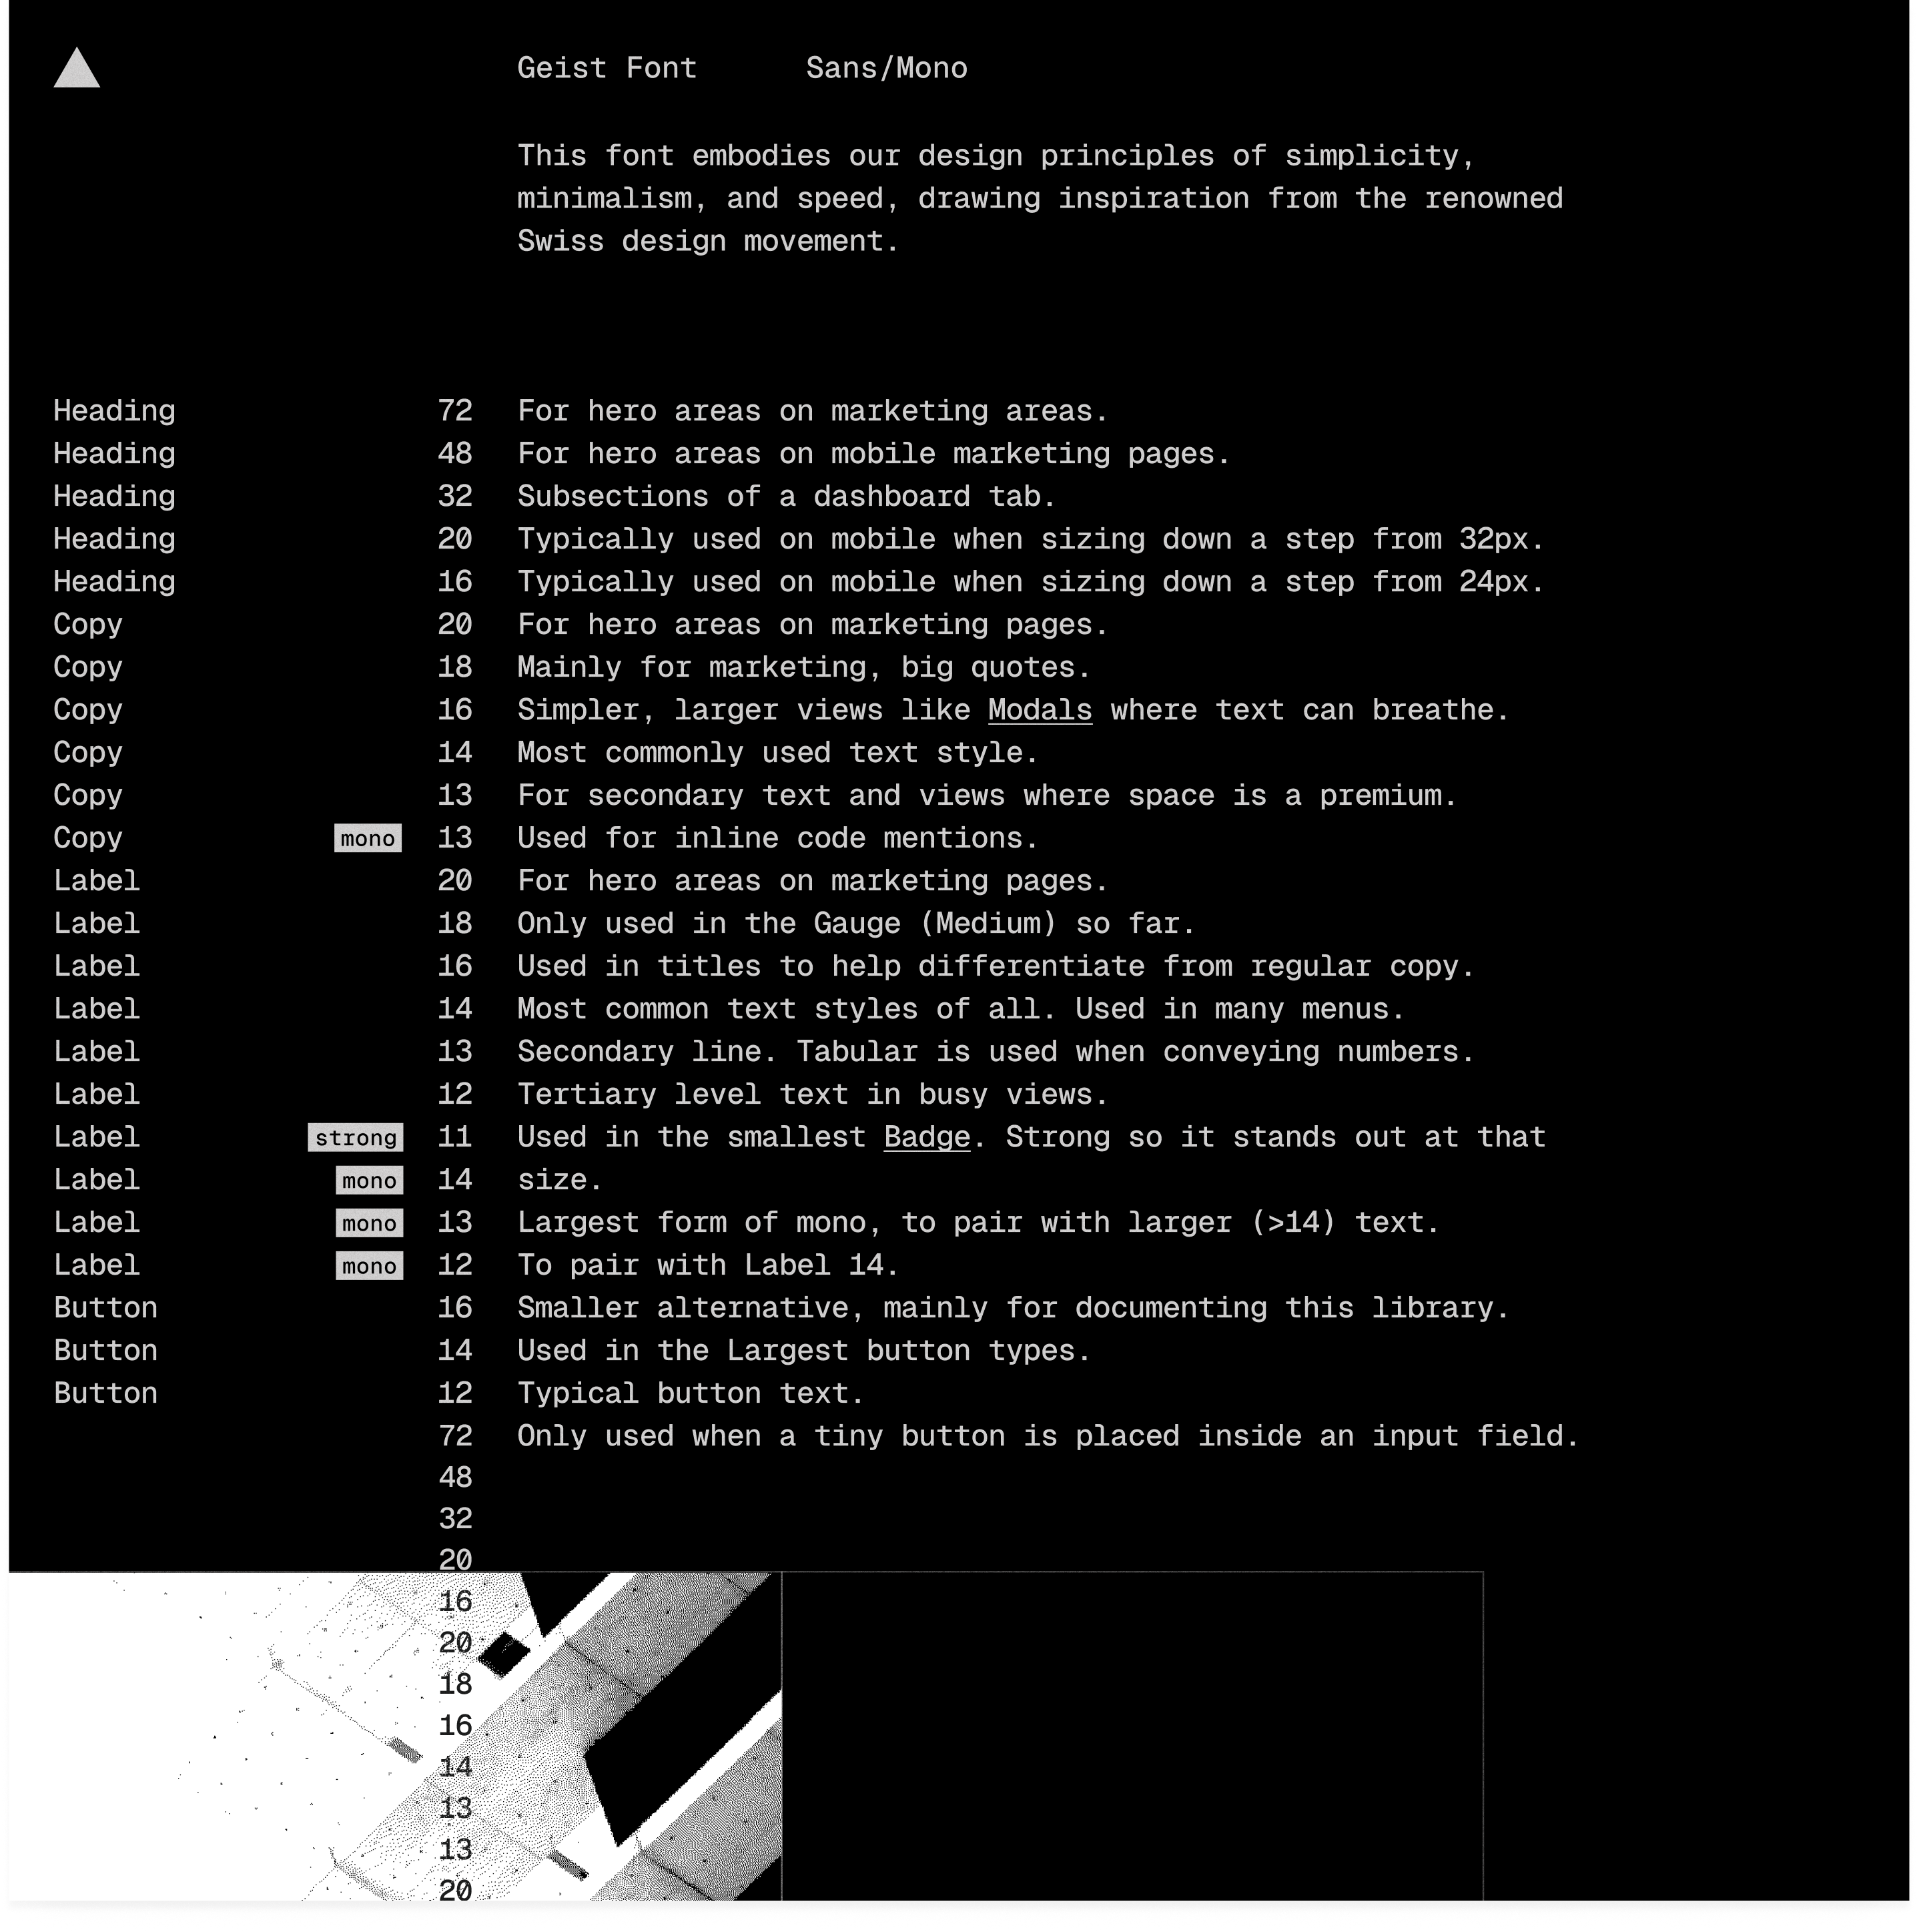 Geist Font Sans/Mono
This font embodies our design principles of simplicity,
minimalism, and speed, drawing inspiration from the renowned
Swiss design movement.
Heading 72 For hero areas on marketing areas.
Heading 48 For hero areas on mobile marketing pages.
Heading 32 Subsections of a dashboard tab.
Heading 20 Typically used on mobile when sizing down a step from 32px.
Heading 16 Typically used on mobile when sizing down a step from 24px.
Copy 20 For hero areas on marketing pages.
Copy 18 Mainly for marketing, big quotes.
Copy 16 Simpler, larger views like Modals where text can breathe.
Copy 14 Most commonly used text style.
Copy 13 For secondary text and views where space is a premium.
Copy mono 13 Used for inline code mentions.
Label 20 For hero areas on marketing pages.
Label 18 Only used in the Gauge (Medium) so far.
Label 16 Used in titles to help differentiate from regular copy.
Label 14 Most common text styles of all. Used in many menus.
Label 13 Secondary line. Tabular is used when conveying numbers.
Label 12 Tertiary level text in busy views.
Label strong 11 Used in the smallest Badge. Strong so it stands out at that
Label mono 14 size.
Label mono 13 Largest form of mono, to pair with larger (>14) text.
Label mono 12 To pair with Label 14.
Button 16 Smaller alternative, mainly for documenting this library.
Button 14 Used in the Largest button types.
Button 12 Typical button text.
72 Only used when a tiny button is placed inside an input field.
48
32
20
16
20
18
16
14
13
13
20